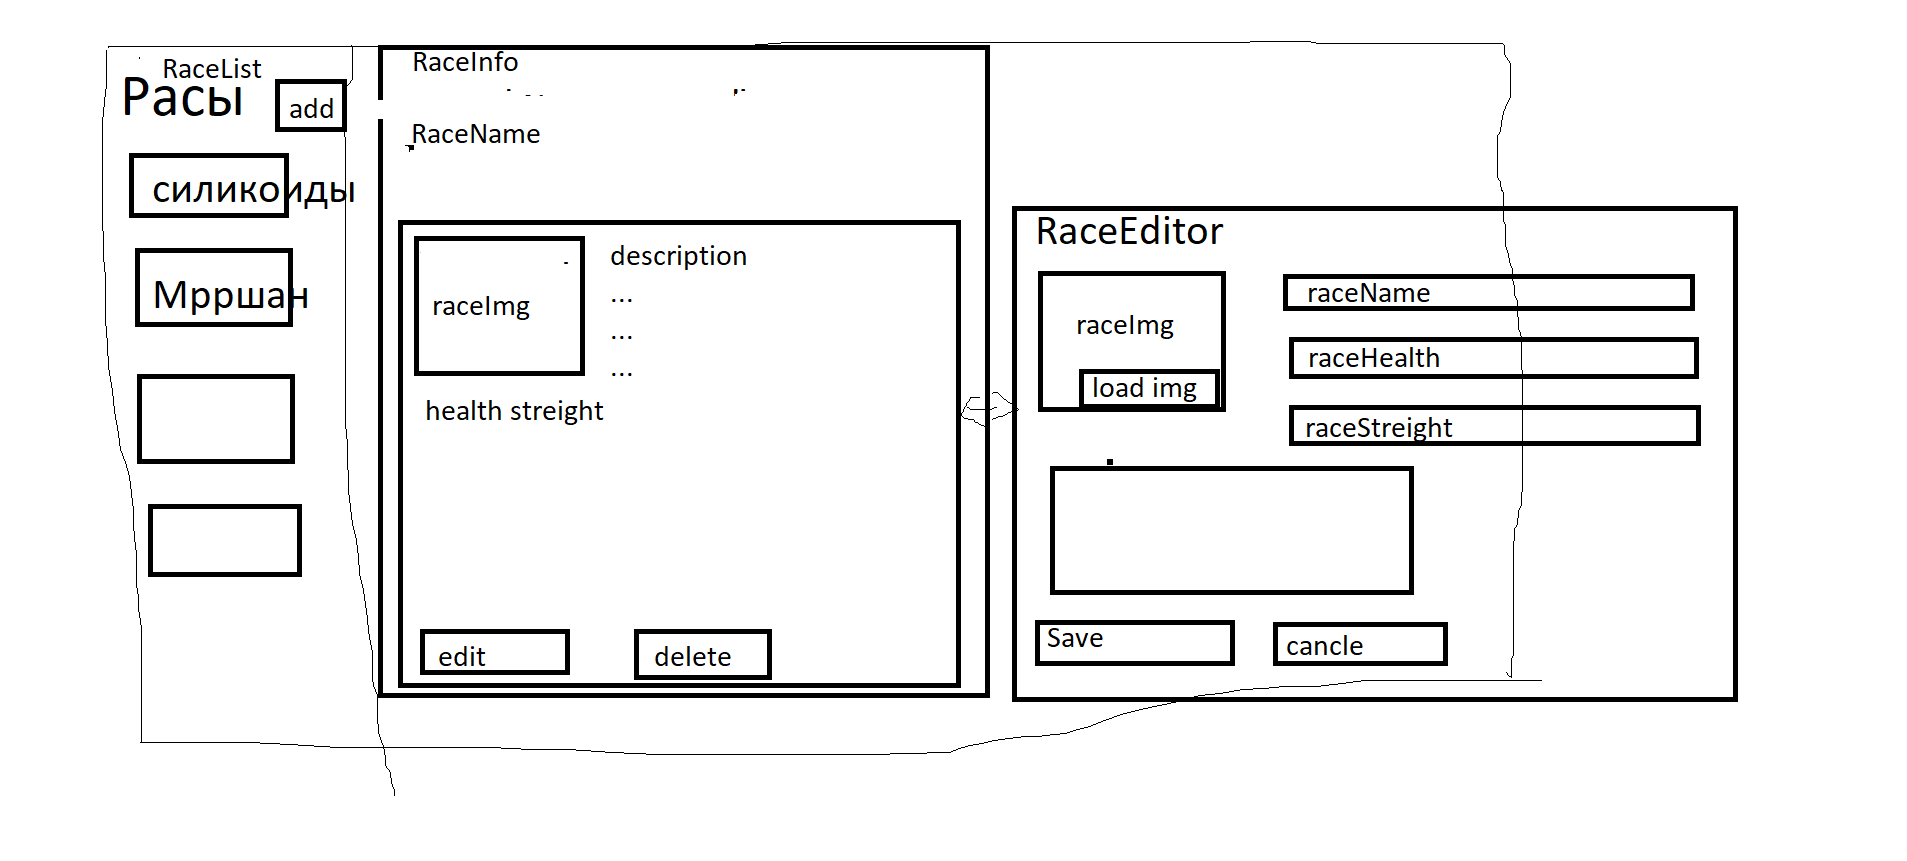 RaceList
Расы
add
силикоиды
Мрршан
RaceInfo
RaceName
raceImg
description
...
...
...
health streight
edit
delete
RaceEditor
raceImg
load img
raceName
raceHealth
raceStreight
Save
cancle